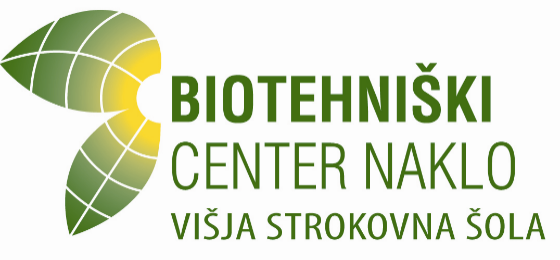 BIOTEHNIŠKI
CENTER NAKLO
VIŠJA STROKOVNA ŠOLA